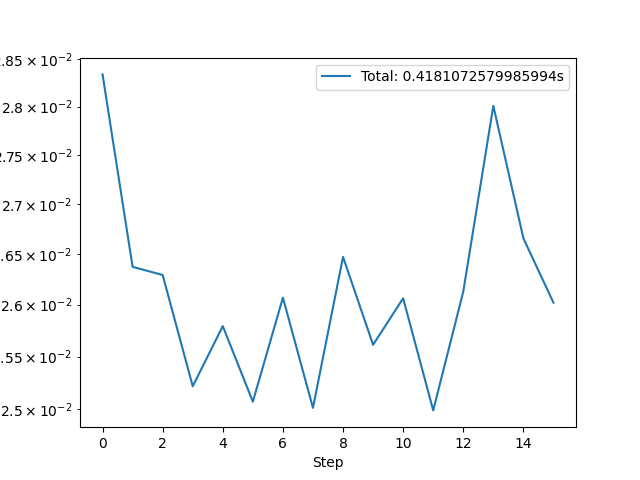 Total: 0.4181072579985994s
2.85 × 10⁻²
2.8 × 10⁻²
2.75 × 10⁻²
2.7 × 10⁻²
.65 × 10⁻²
2.6 × 10⁻²
.55 × 10⁻²
2.5 × 10⁻²
0 2 4 6 8 10 12 14
Step